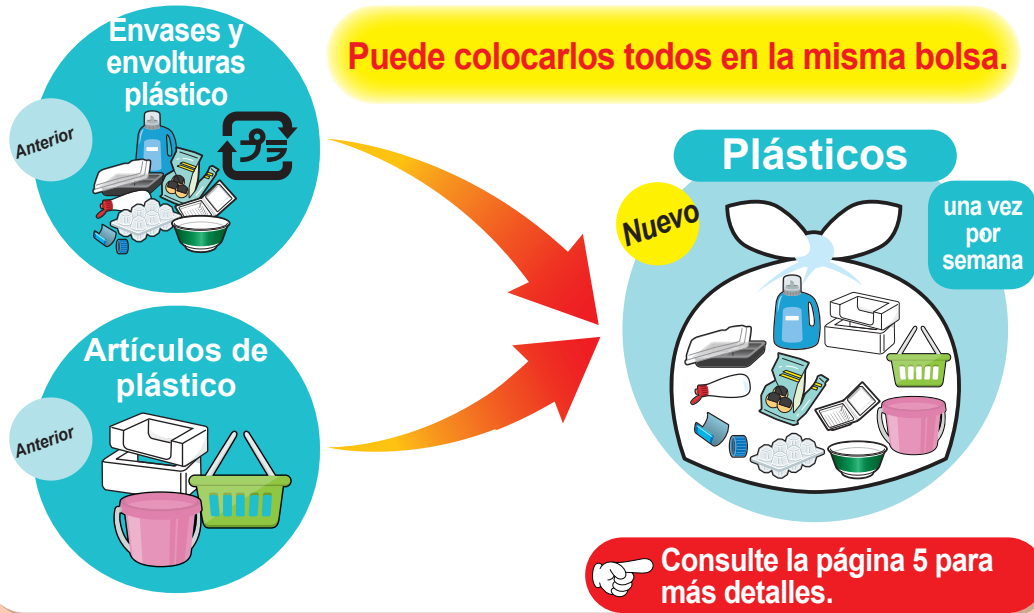 Puede colocarlos todos en la misma bolsa.
Envases y
envolturas
plástico
Anterior
プラ
Artículos de
plástico
Anterior
Plásticos
Nuevo
una vez
por
semana
Consulte la página 5 para
más detalles.